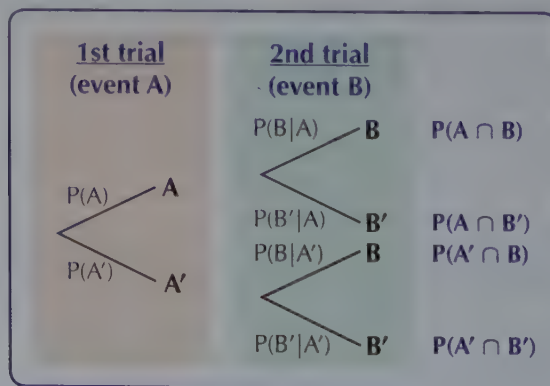 1st trial 2nd trial
(event A) (event B)
P(B|A) B P(A ∩ B)
P(A) A
P(B′|A) B′ P(A ∩ B′)
P(B|A′) B P(A′ ∩ B)
P(A′) A′
P(B′|A′) B′ P(A′ ∩ B′)